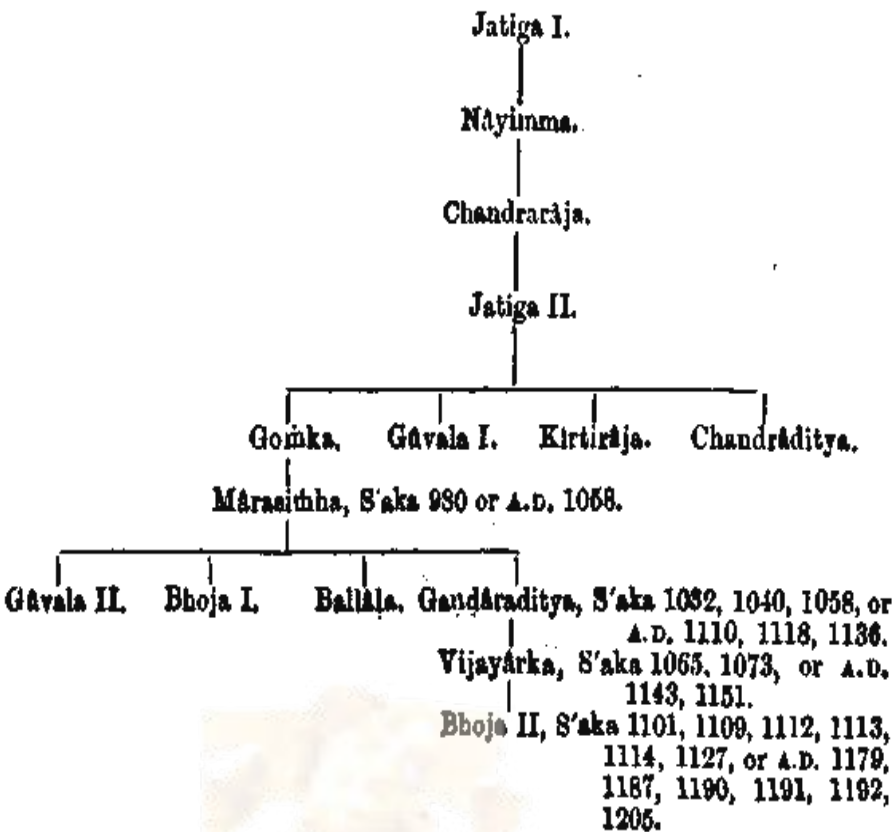 Jatiga I.
Nâyimma.
Chandrarâja.
Jatiga II.
Gomka. Gûvala I. Kîrtirâja. Chandrâditya.
Mârasimha, S'aka 980 or A.D. 1058.
Gûvala II. Bhoja I. Ballâla. Gandârâditya, S'aka 1032, 1040, 1058, or
A.D. 1110, 1118, 1136.
Vijayârka, S'aka 1065, 1073, or A.D.
1143, 1151.
Bhoja II, S'aka 1101, 1109, 1112, 1113,
1114, 1127, or A.D. 1179,
1187, 1190, 1191, 1192,
1205.